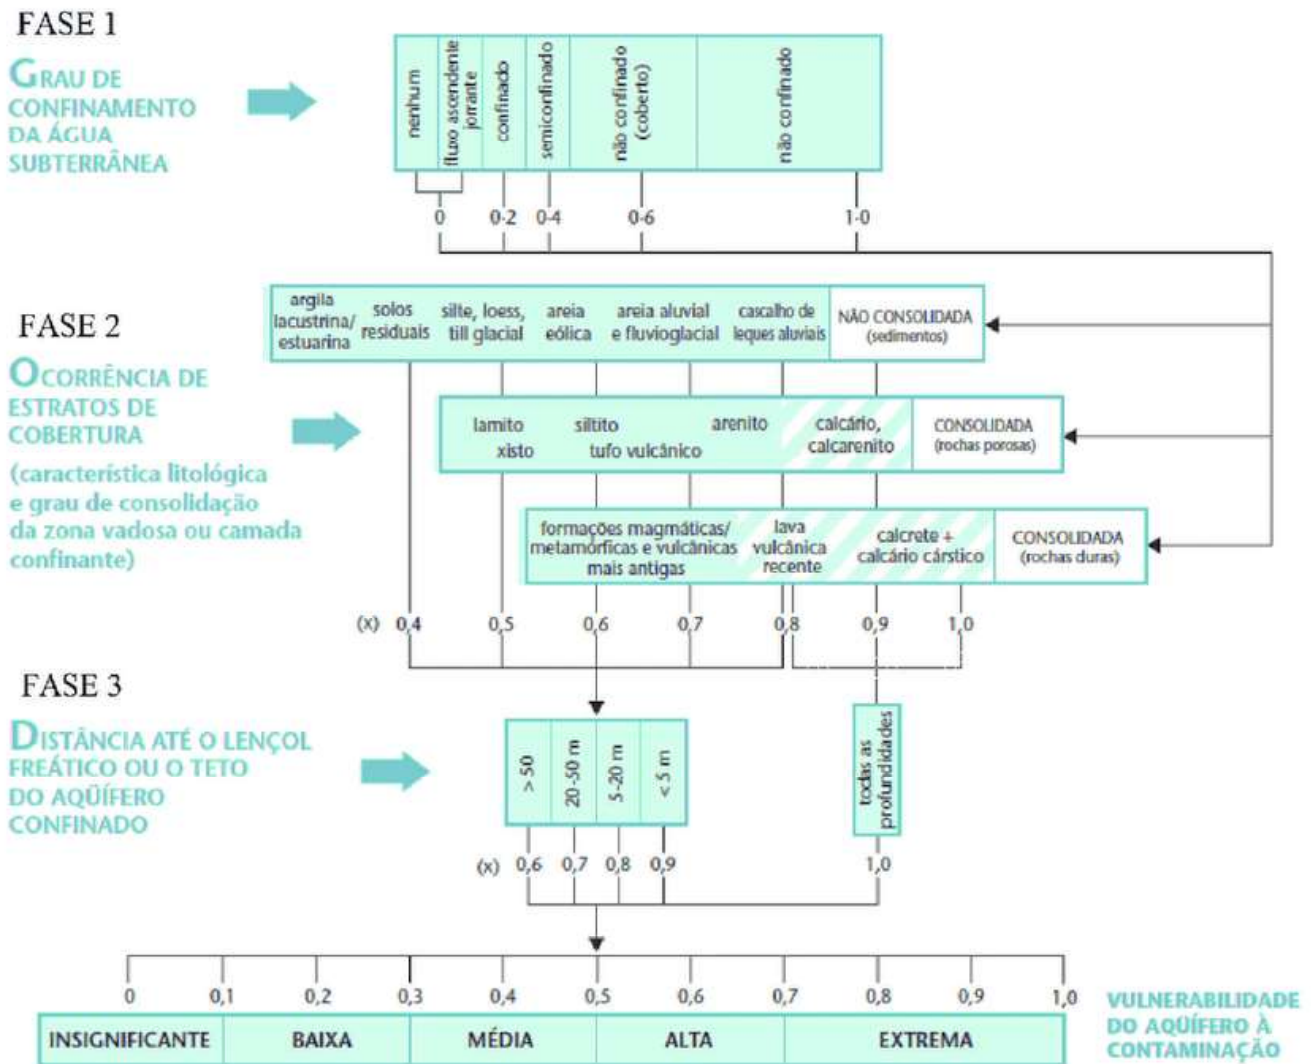 FASE 1
GRAU DE
CONFINAMENTO
DA ÁGUA
SUBTERRÂNEA
nenhum
fluxo ascendente
jorrante
confinado
semiconfinado
não confinado
(coberto)
não confinado
0
0-2
0-4
0-6
1-0
FASE 2
OCORRÊNCIA DE
ESTRATOS DE
COBERTURA
(característica litológica
e grau de consolidação
da zona vadosa ou camada
confinante)
argila
lacustrina/
estuarina
solos
residuais
silte, loess,
till glacial
areia
eólica
areia aluvial
e fluvioglacial
cascalho de
leques aluviais
NÃO CONSOLIDADA
(sedimentos)
lamito
xisto
siltito
tufo vulcânico
arenito
calcário,
calcarenito
CONSOLIDADA
(rochas porosas)
formações magmáticas/
metamórficas e vulcânicas
mais antigas
lava
vulcânica
recente
calcrete +
calcário cárstico
CONSOLIDADA
(rochas duras)
(x) 0,4 0,5 0,6 0,7 0,8 0,9 1,0
FASE 3
DISTÂNCIA ATÉ O LENÇOL
FREÁTICO OU O TETO
DO AQÜÍFERO
CONFINADO
> 50
20-50 m
5-20 m
< 5 m
todas as
profundidades
(x) 0,6 0,7 0,8 0,9 1,0
0 0,1 0,2 0,3 0,4 0,5 0,6 0,7 0,8 0,9 1,0
INSIGNIFICANTE BAIXA MÉDIA ALTA EXTREMA
VULNERABILIDADE
DO AQÜÍFERO À
CONTAMINAÇÃO